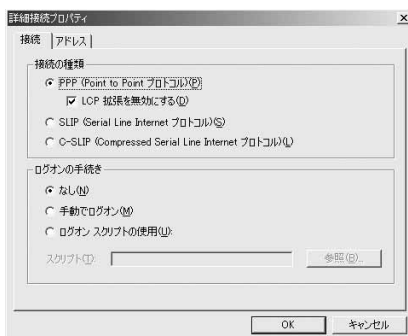 詳細接続プロパティ
接続 アドレス
接続の種類
PPP (Point to Point プロトコル)(P)
LCP 拡張を無効にする(D)
SLIP (Serial Line Internet プロトコル)(S)
C-SLIP (Compressed Serial Line Internet プロトコル)(L)
ログオンの手続き
なし(N)
手動でログオン(M)
ログオン スクリプトの使用(U):
スクリプト(T): 参照(B)...
OK キャンセル